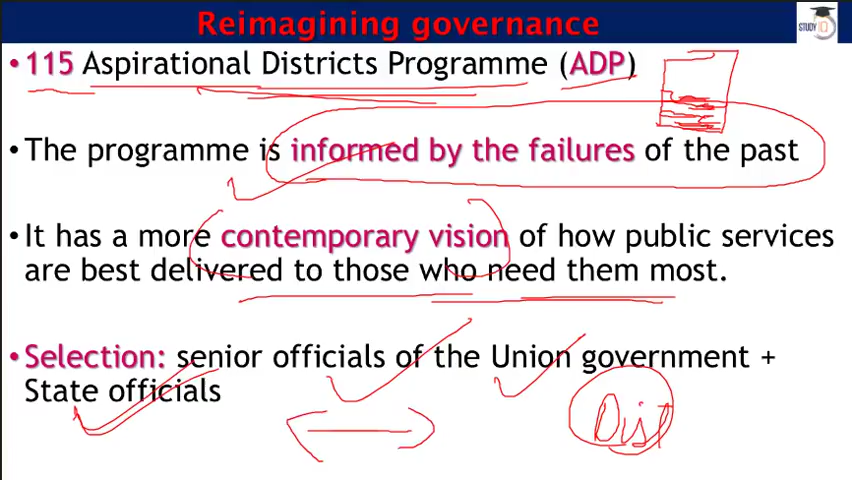 Reimagining governance
STUDY IQ
• 115 Aspirational Districts Programme (ADP)
• The programme is informed by the failures of the past
• It has a more contemporary vision of how public services
are best delivered to those who need them most.
• Selection: senior officials of the Union government +
State officials
Dist